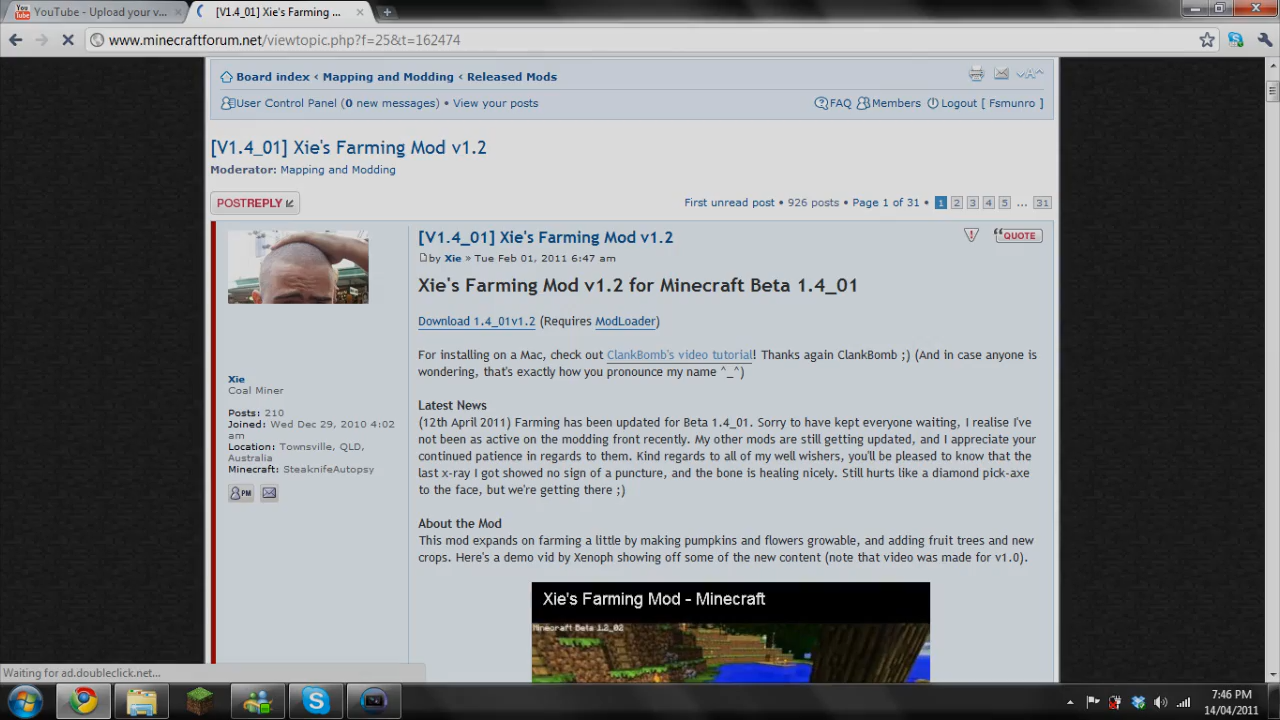 YouTube - Upload your v...
[V1.4_01] Xie's Farming ...
www.minecraftforum.net/viewtopic.php?f=25&t=162474
Board index ‹ Mapping and Modding ‹ Released Mods
User Control Panel (0 new messages) • View your posts
FAQ Members Logout [ Fsmunro ]
[V1.4_01] Xie's Farming Mod v1.2
Moderator: Mapping and Modding
POSTREPLY
First unread post • 926 posts • Page 1 of 31 • 1 2 3 4 5 ... 31
[V1.4_01] Xie's Farming Mod v1.2
QUOTE
by Xie » Tue Feb 01, 2011 6:47 am
Xie's Farming Mod v1.2 for Minecraft Beta 1.4_01
Download 1.4_01v1.2 (Requires ModLoader)
For installing on a Mac, check out ClankBomb's video tutorial! Thanks again ClankBomb ;) (And in case anyone is
wondering, that's exactly how you pronounce my name ^_^)
Xie
Coal Miner
Posts: 210
Joined: Wed Dec 29, 2010 4:02
am
Location: Townsville, QLD,
Australia
Minecraft: SteaknifeAutopsy
PM
Latest News
(12th April 2011) Farming has been updated for Beta 1.4_01. Sorry to have kept everyone waiting, I realise I've
not been as active on the modding front recently. My other mods are still getting updated, and I appreciate your
continued patience in regards to them. Kind regards to all of my well wishers, you'll be pleased to know that the
last x-ray I got showed no sign of a puncture, and the bone is healing nicely. Still hurts like a diamond pick-axe
to the face, but we're getting there ;)
About the Mod
This mod expands on farming a little by making pumpkins and flowers growable, and adding fruit trees and new
crops. Here's a demo vid by Xenoph showing off some of the new content (note that video was made for v1.0).
Xie's Farming Mod - Minecraft
Minecraft Beta 1.2_02
Waiting for ad.doubleclick.net...
7:46 PM
14/04/2011